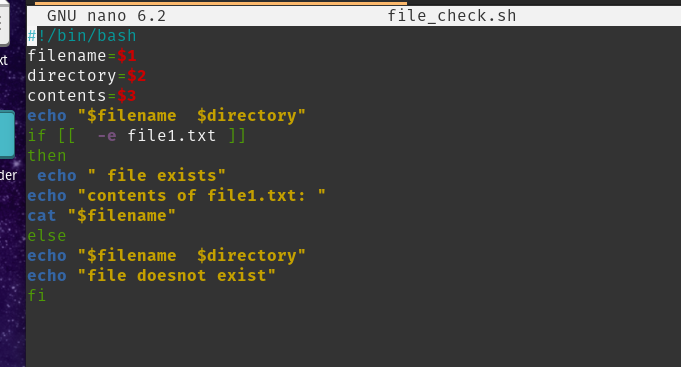 GNU nano 6.2 file_check.sh
#!/bin/bash
filename=$1
directory=$2
contents=$3
echo "$filename  $directory"
if [[  -e file1.txt ]]
then
 echo " file exists"
echo "contents of file1.txt: "
cat "$filename"
else
echo "$filename  $directory"
echo "file doesnot exist"
fi
kt
der